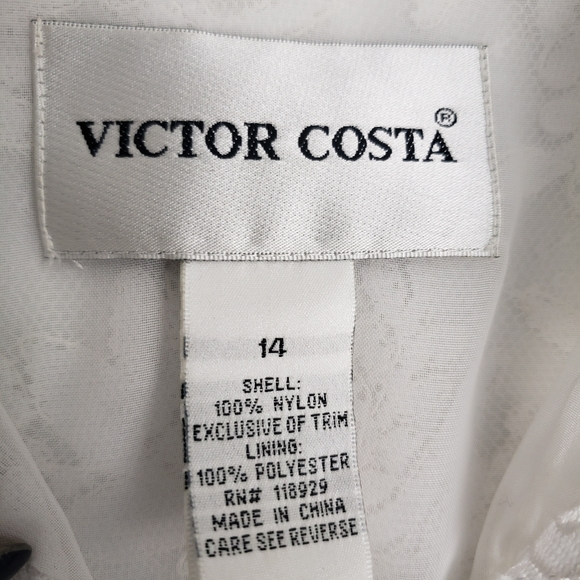 VICTOR COSTA®
14
SHELL:
100% NYLON
EXCLUSIVE OF TRIM
LINING:
100% POLYESTER
RN# 118929
MADE IN CHINA
CARE SEE REVERSE